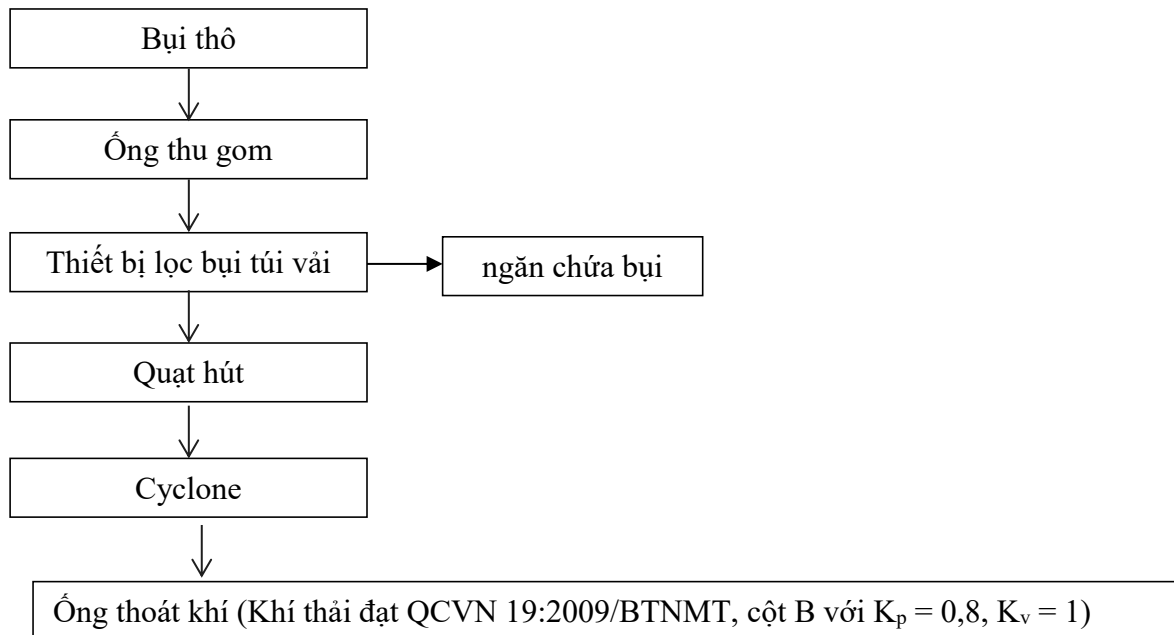 Bụi thô
Ống thu gom
Thiết bị lọc bụi túi vải
ngăn chứa bụi
Quạt hút
Cyclone
Ống thoát khí (Khí thải đạt QCVN 19:2009/BTNMT, cột B với Kp = 0,8, Kv = 1)